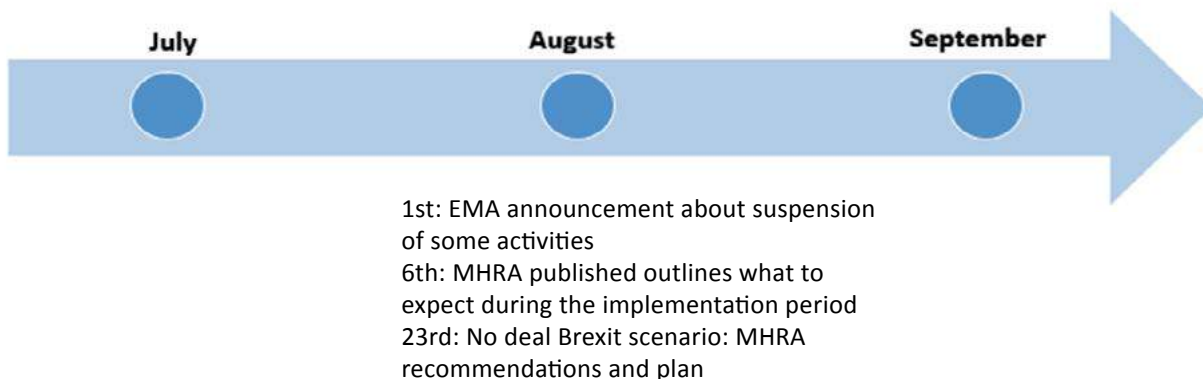 July August September
1st: EMA announcement about suspension
of some activities
6th: MHRA published outlines what to
expect during the implementation period
23rd: No deal Brexit scenario: MHRA
recommendations and plan